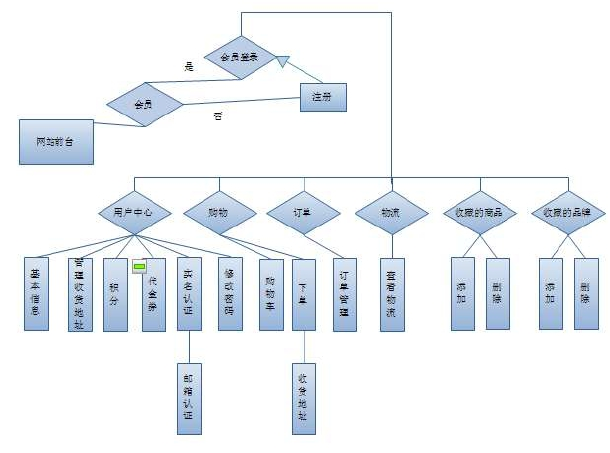 会员登录
是
会员
注册
否
网站前台
用户中心
购物
订单
物流
收藏的商品
收藏的品牌
基本信息
管理收货地址
积分
代金券
实名认证
修改密码
购物车
下单
订单管理
查看物流
添加
删除
添加
删除
邮箱认证
收货地址